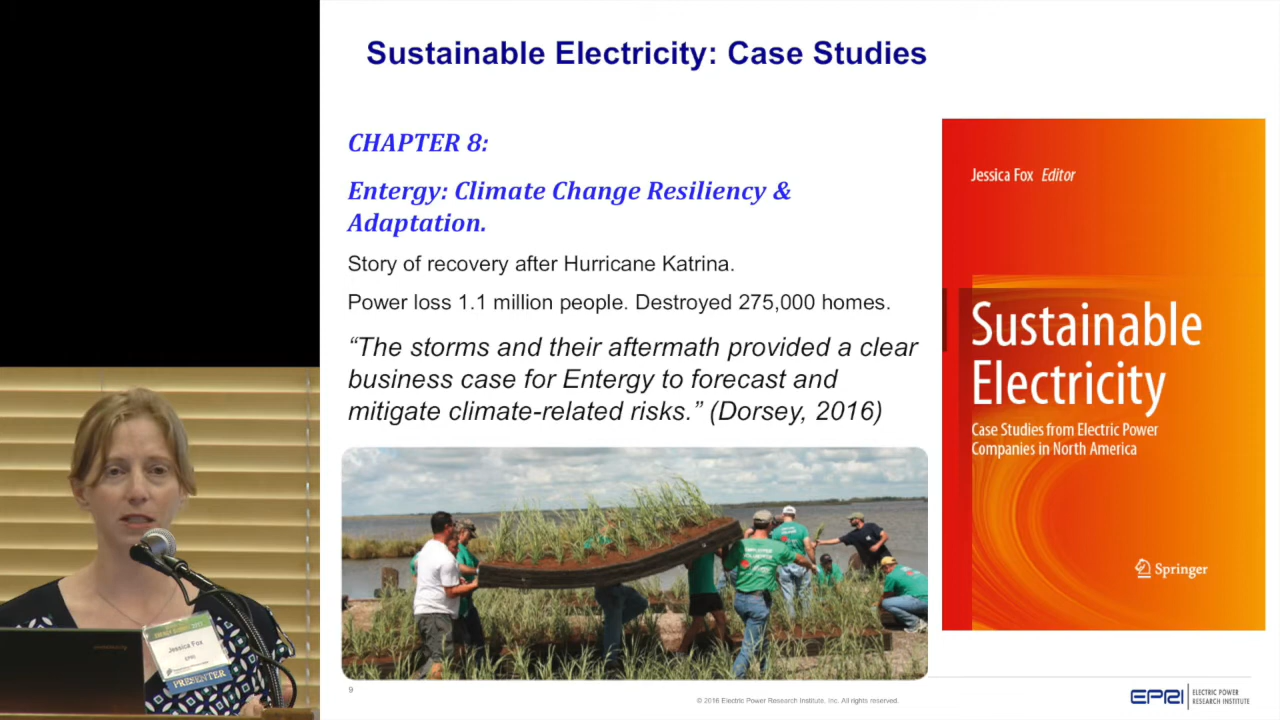 Sustainable Electricity: Case Studies
CHAPTER 8:
Entergy: Climate Change Resiliency &
Adaptation.
Story of recovery after Hurricane Katrina.
Power loss 1.1 million people. Destroyed 275,000 homes.
“The storms and their aftermath provided a clear
business case for Entergy to forecast and
mitigate climate-related risks.” (Dorsey, 2016)
Jessica Fox Editor
Sustainable
Electricity
Case Studies from Electric Power
Companies in North America
Springer
Jessica Fox
EPRI
PRESENTER
9
© 2016 Electric Power Research Institute, Inc. All rights reserved.
EPRI
ELECTRIC POWER
RESEARCH INSTITUTE